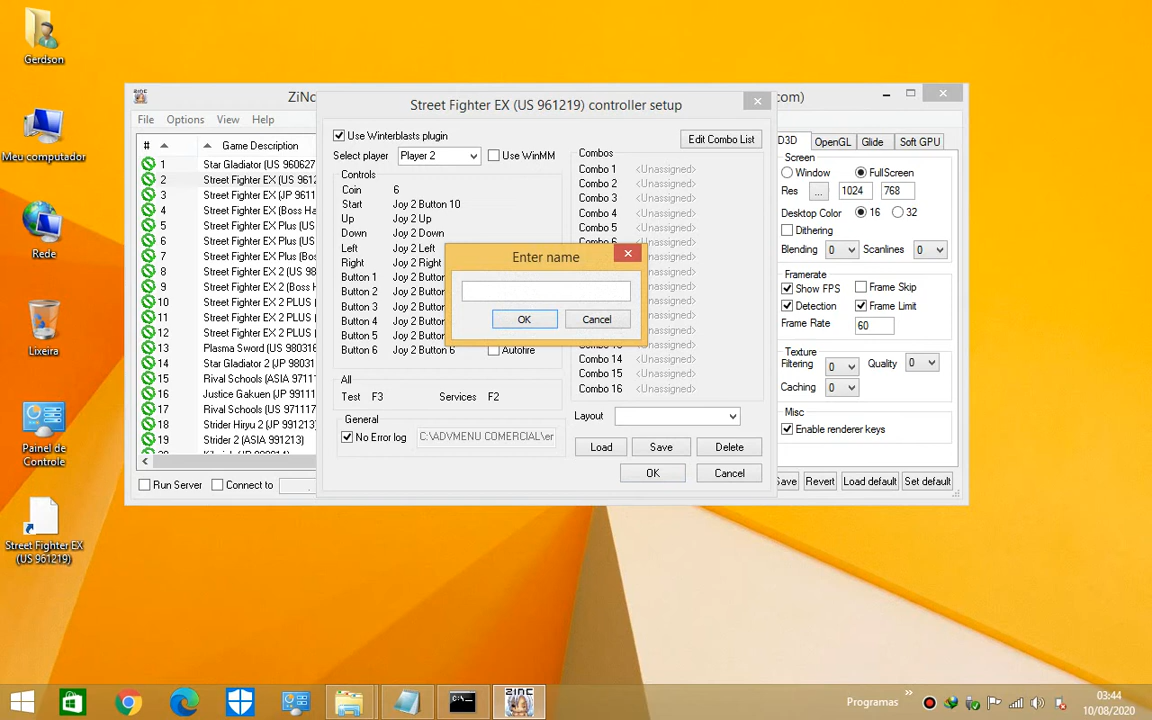 Gerdson
Meu computador
Rede
Lixeira
Painel de
Controle
Street Fighter EX
(US 961219)
ZiNc
com)
File Options View Help
# Game Description
1 Star Gladiator (US 960627
2 Street Fighter EX (US 9612
3 Street Fighter EX (JP 9611
4 Street Fighter EX (Boss Ha
5 Street Fighter EX Plus (US
6 Street Fighter EX Plus (US
7 Street Fighter EX Plus (Bos
8 Street Fighter EX 2 (US 98
9 Street Fighter EX 2 (Boss
10 Street Fighter EX 2 PLUS (
11 Street Fighter EX 2 PLUS (
12 Street Fighter EX 2 PLUS (
13 Plasma Sword (US 980316
14 Star Gladiator 2 (JP 98031
15 Rival Schools (ASIA 97111
16 Justice Gakuen (JP 99111
17 Rival Schools (US 971117
18 Strider Hiryu 2 (JP 980213
19 Strider 2 (ASIA 991213)
Run Server Connect to
Street Fighter EX (US 961219) controller setup
Use Winterblasts plugin
Edit Combo List
Select player Player 2 Use WinMM
Controls
Coin 6
Start Joy 2 Button 10
Up Joy 2 Up
Down Joy 2 Down
Left Joy 2 Left
Right Joy 2 Right
Button 1 Joy 2 Butto
Button 2 Joy 2 Butto
Button 3 Joy 2 Butto
Button 4 Joy 2 Butto
Button 5 Joy 2 Butto
Button 6 Joy 2 Button 6 Autofire
All
Test F3 Services F2
General
No Error log C:\ADVMENU COMERCIAL\er
Combos
Combo 1 <Unassigned>
Combo 2 <Unassigned>
Combo 3 <Unassigned>
Combo 4 <Unassigned>
Combo 5 <Unassigned>
Combo 14 <Unassigned>
Combo 15 <Unassigned>
Combo 16 <Unassigned>
Layout
Load Save Delete
OK Cancel
Enter name
OK Cancel
D3D OpenGL Glide Soft GPU
Screen
Window FullScreen
Res ... 1024 768
Desktop Color 16 32
Dithering
Blending 0 Scanlines 0
Framerate
Show FPS Frame Skip
Detection Frame Limit
Frame Rate 60
Texture
Filtering 0 Quality 0
Caching 0
Misc
Enable renderer keys
Save Revert Load default Set default
Programas
03:44
10/08/2020